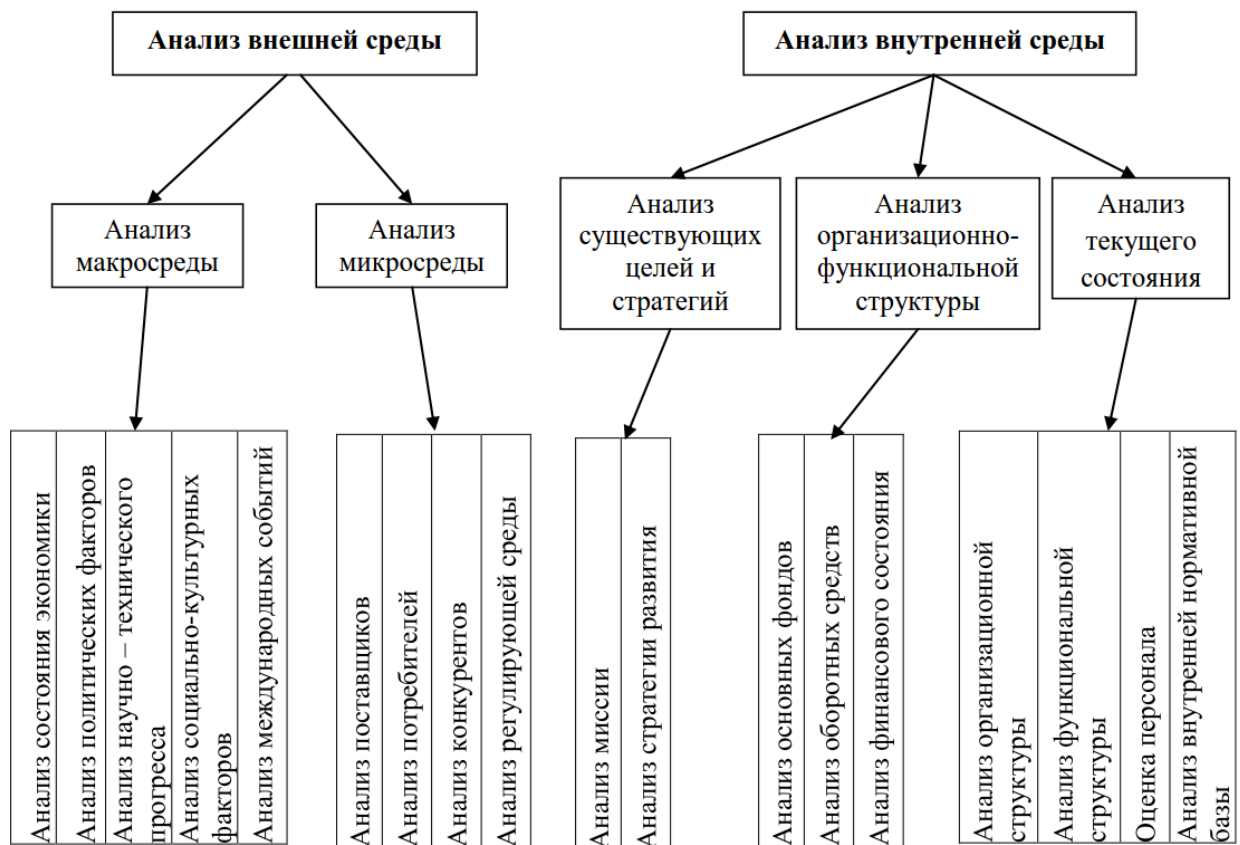 Анализ внешней среды
Анализ внутренней среды
Анализ
макросреды
Анализ
микросреды
Анализ
существующих
целей и
стратегий
Анализ
организационно-
функциональной
структуры
Анализ
текущего
состояния
Анализ состояния экономики
Анализ политических факторов
Анализ научно – технического
прогресса
Анализ социально-культурных
факторов
Анализ международных событий
Анализ поставщиков
Анализ потребителей
Анализ конкурентов
Анализ регулирующей среды
Анализ миссии
Анализ стратегии развития
Анализ основных фондов
Анализ оборотных средств
Анализ финансового состояния
Анализ организационной
структуры
Анализ функциональной
структуры
Оценка персонала
Анализ внутренней нормативной
базы